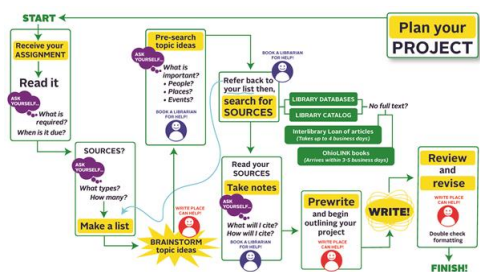 START
Plan your
PROJECT
Receive your
ASSIGNMENT
Read it
ASK
YOURSELF...
What is
required?
When is it due?
SOURCES?
ASK
YOURSELF...
What types?
How many?
Make a list
WRITE PLACE
CAN HELP!
BRAINSTORM
topic ideas
Pre-search
topic ideas
ASK
YOURSELF...
What is
important?
• People?
• Places?
• Events?
BOOK A LIBRARIAN
FOR HELP!
BOOK A LIBRARIAN
FOR HELP!
Refer back to
your list then,
search for
SOURCES
LIBRARY DATABASES
LIBRARY CATALOG
No full text?
Interlibrary Loan of articles
(Takes up to 4 business days)
OhioLINK books
(Arrives within 3-5 business days)
Read your
SOURCES
Take notes
ASK
YOURSELF...
What will I cite?
How will I cite?
BOOK A LIBRARIAN
FOR HELP!
Prewrite
and begin
outlining your
project
WRITE PLACE
CAN HELP!
WRITE!
Review
and
revise
WRITE PLACE
CAN HELP!
Double check
formatting
FINISH!